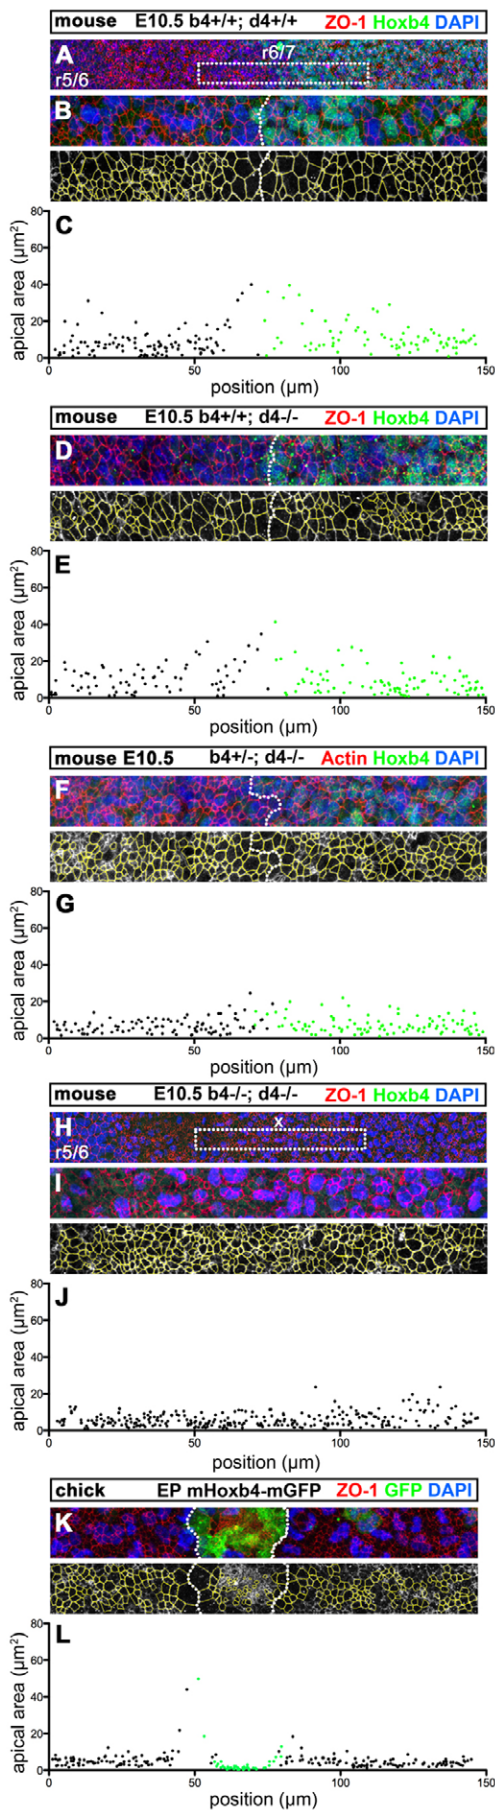 mouse E10.5 b4+/+; d4+/+ ZO-1 Hoxb4 DAPI
A r6/7
r5/6
B
80
C
60
40
20
0
apical area (µm²)
0 50 100 150
position (µm)
mouse E10.5 b4+/+; d4-/- ZO-1 Hoxb4 DAPI
D
80
E
60
40
20
0
apical area (µm²)
0 50 100 150
position (µm)
mouse E10.5 b4+/-; d4-/- Actin Hoxb4 DAPI
F
80
G
60
40
20
0
apical area (µm²)
0 50 100 150
position (µm)
mouse E10.5 b4-/-; d4-/- ZO-1 Hoxb4 DAPI
H x
r5/6
I
80
J
60
40
20
0
apical area (µm²)
0 50 100 150
position (µm)
chick EP mHoxb4-mGFP ZO-1 GFP DAPI
K
80
L
60
40
20
0
apical area (µm²)
0 50 100 150
position (µm)